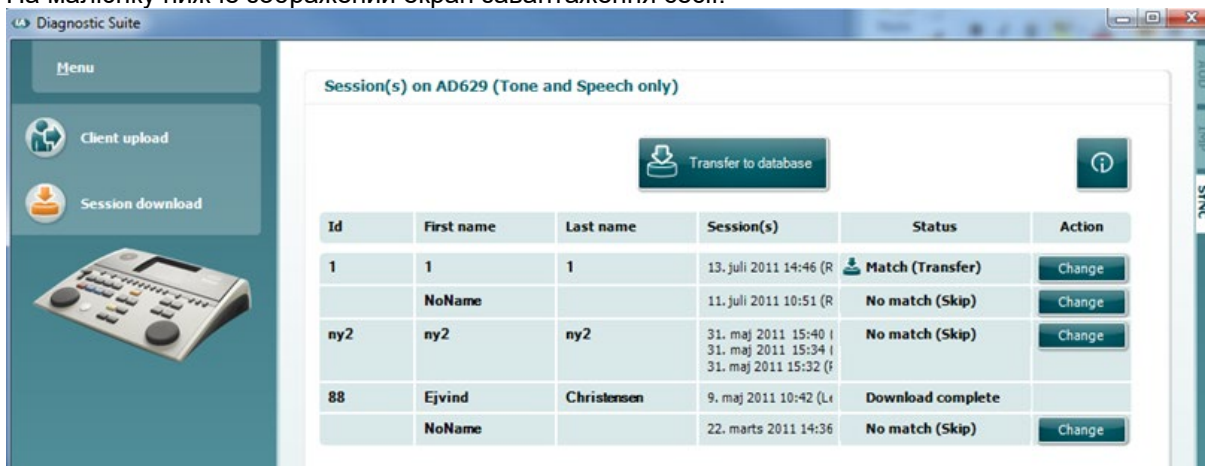 На малюнку нижче зображений екран завантаження сесії:
Diagnostic Suite
Menu
Client upload
Session download
Session(s) on AD629 (Tone and Speech only)
Transfer to database
AUD
IMP
SYNC
Id First name Last name Session(s) Status Action
1 1 1 13. juli 2011 14:46 (R Match (Transfer) Change
NoName 11. juli 2011 10:51 (R No match (Skip) Change
ny2 ny2 ny2 31. maj 2011 15:40 ( No match (Skip) Change
31. maj 2011 15:34 (
31. maj 2011 15:32 (R
88 Ejvind Christensen 9. maj 2011 10:42 (Le Download complete
NoName 22. marts 2011 14:36 No match (Skip) Change